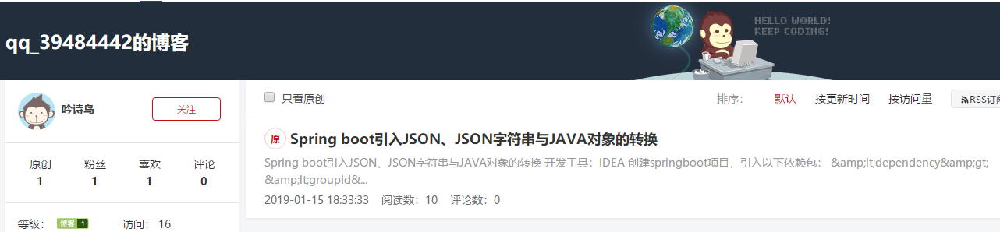 HELLO WORLD!
KEEP CODING!
qq_39484442的博客
吟诗鸟
关注
原创 粉丝 喜欢 评论
1 1 1 0
等级： 博客 1 访问： 16
只看原创 排序： 默认 按更新时间 按访问量 RSS订阅
原 Spring boot引入JSON、JSON字符串与JAVA对象的转换
Spring boot引入JSON、JSON字符串与JAVA对象的转换 开发工具：IDEA 创建springboot项目，引入以下依赖包： &amp;lt;dependency&amp;gt;
&amp;lt;groupId&...
2019-01-15 18:33:33 阅读数：10 评论数：0